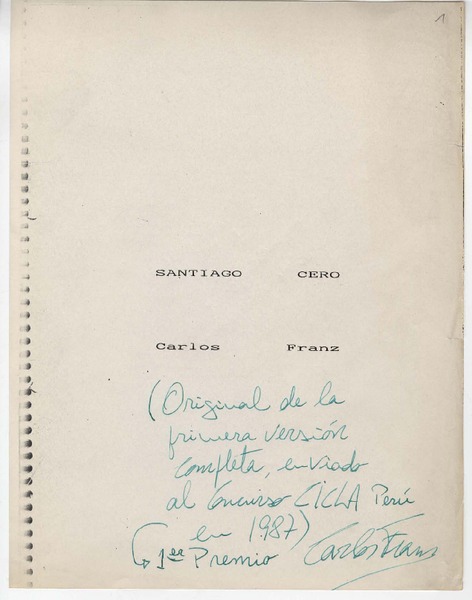 1
SANTIAGO CERO
Carlos Franz
(Original de la
primera versión
completa, enviado
al Concurso CICLA Perú
en 1987)
↳ 1er Premio Carlos Franz